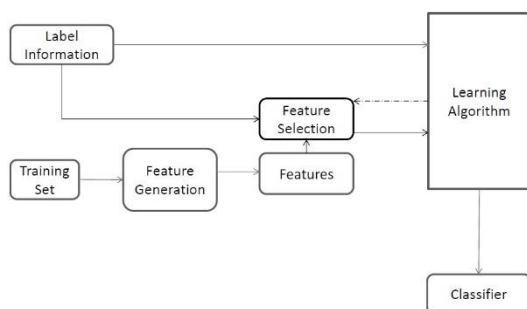 Label
Information
Learning
Algorithm
Feature
Selection
Training
Set
Feature
Generation
Features
Classifier